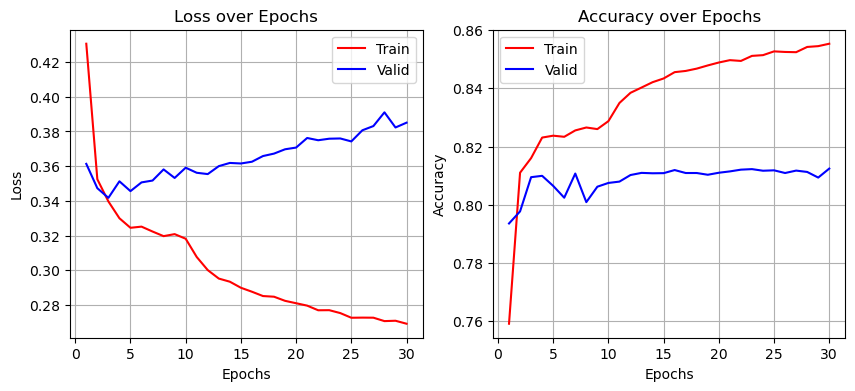 Loss over Epochs
Train
Valid
0.42
0.40
0.38
0.36
0.34
0.32
0.30
0.28
Loss
0
5
10
15
20
25
30
Epochs
Accuracy over Epochs
Train
Valid
0.86
0.84
0.82
0.80
0.78
0.76
Accuracy
0
5
10
15
20
25
30
Epochs